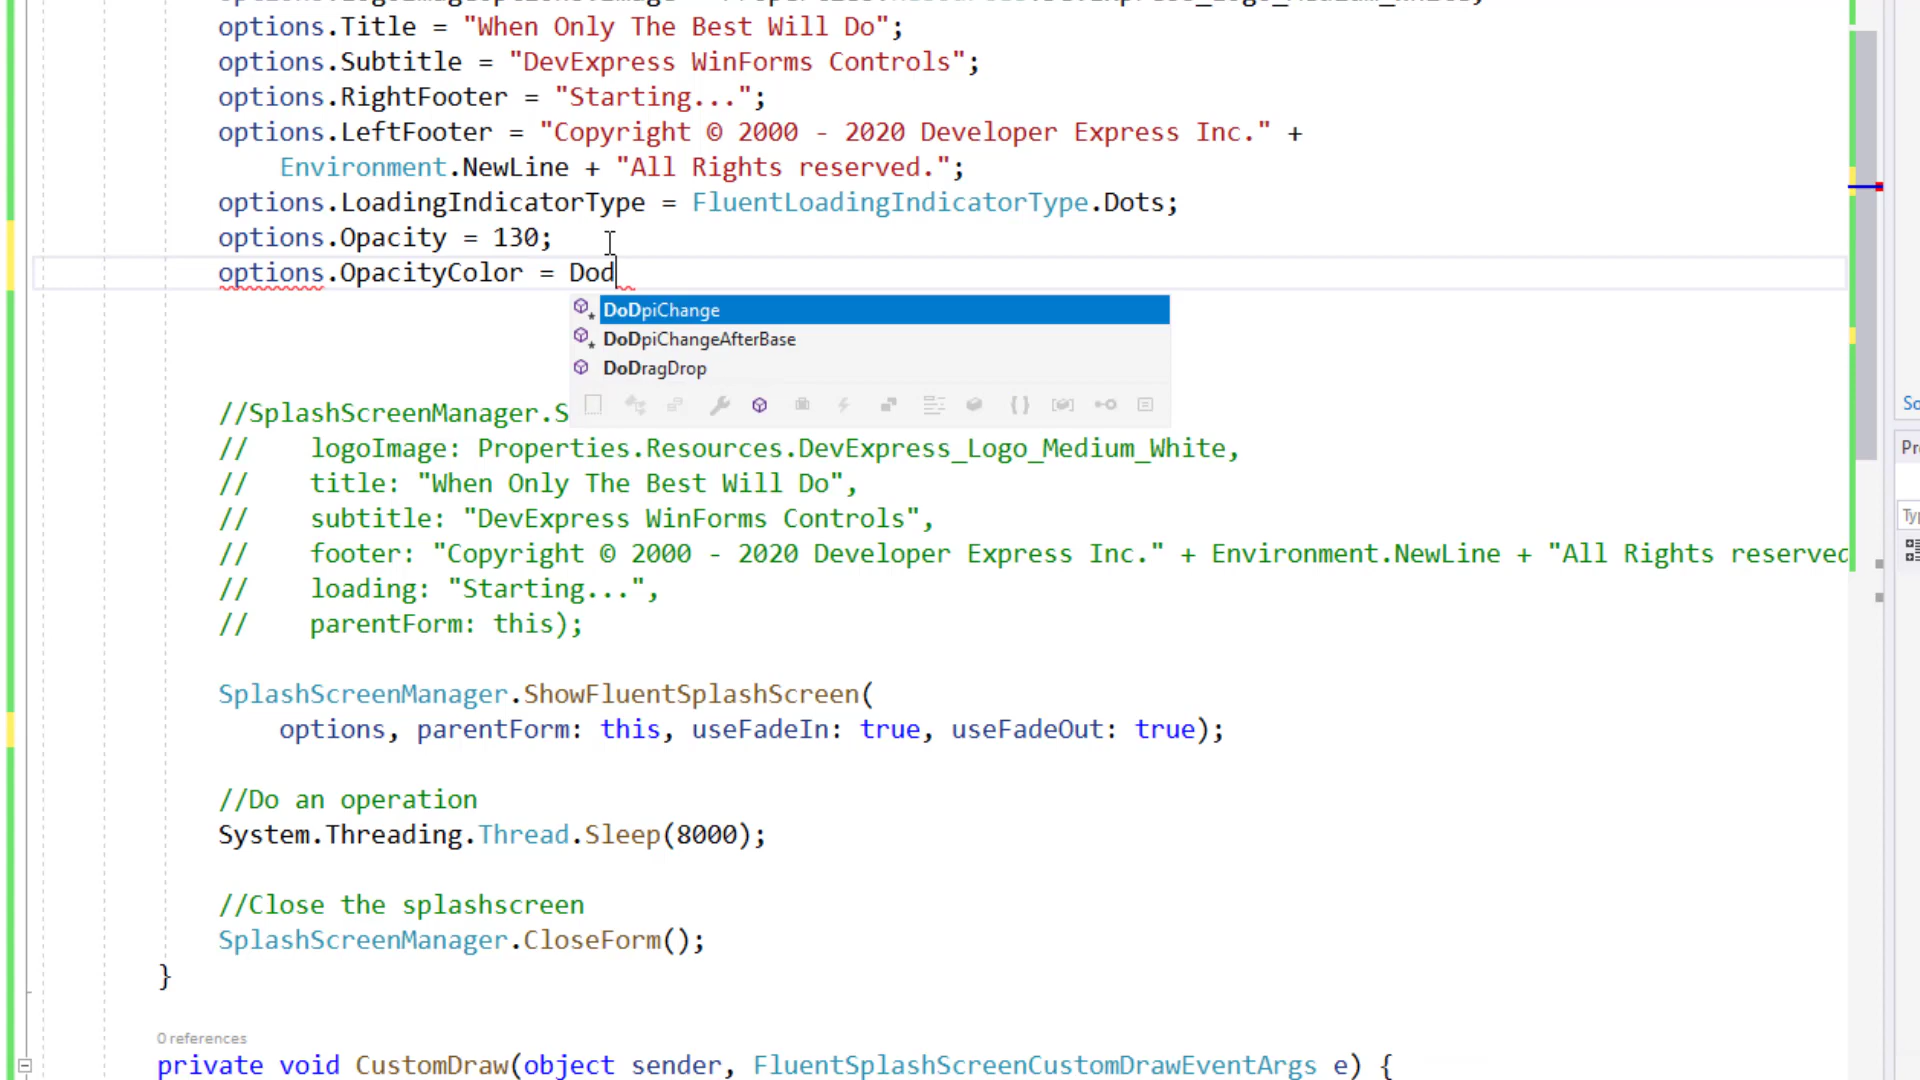 options.Title = "When Only The Best Will Do";
options.Subtitle = "DevExpress WinForms Controls";
options.RightFooter = "Starting...";
options.LeftFooter = "Copyright © 2000 - 2020 Developer Express Inc." +
Environment.NewLine + "All Rights reserved.";
options.LoadingIndicatorType = FluentLoadingIndicatorType.Dots;
options.Opacity = 130;
options.OpacityColor = Dod
DoDpiChange
DoDpiChangeAfterBase
DoDragDrop
//SplashScreenManager.S
// logoImage: Properties.Resources.DevExpress_Logo_Medium_White,
// title: "When Only The Best Will Do",
// subtitle: "DevExpress WinForms Controls",
// footer: "Copyright © 2000 - 2020 Developer Express Inc." + Environment.NewLine + "All Rights reserved
// loading: "Starting...",
// parentForm: this);
SplashScreenManager.ShowFluentSplashScreen(
options, parentForm: this, useFadeIn: true, useFadeOut: true);
//Do an operation
System.Threading.Thread.Sleep(8000);
//Close the splashscreen
SplashScreenManager.CloseForm();
}
0 references
private void CustomDraw(object sender, FluentSplashScreenCustomDrawEventArgs e) {
So
Pr
Typ